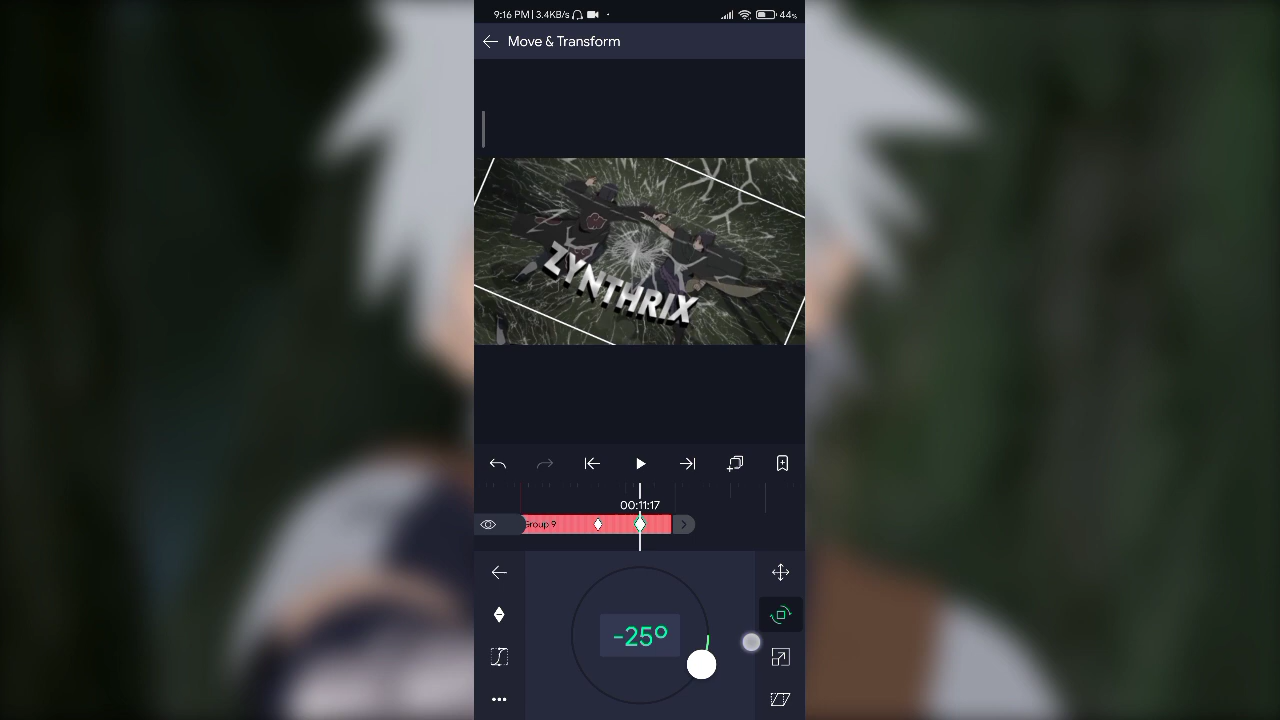 9:16 PM | 3.4KB/s
44%
Move & Transform
ZYNTHRIX
00:11:17
Group 9
-25°